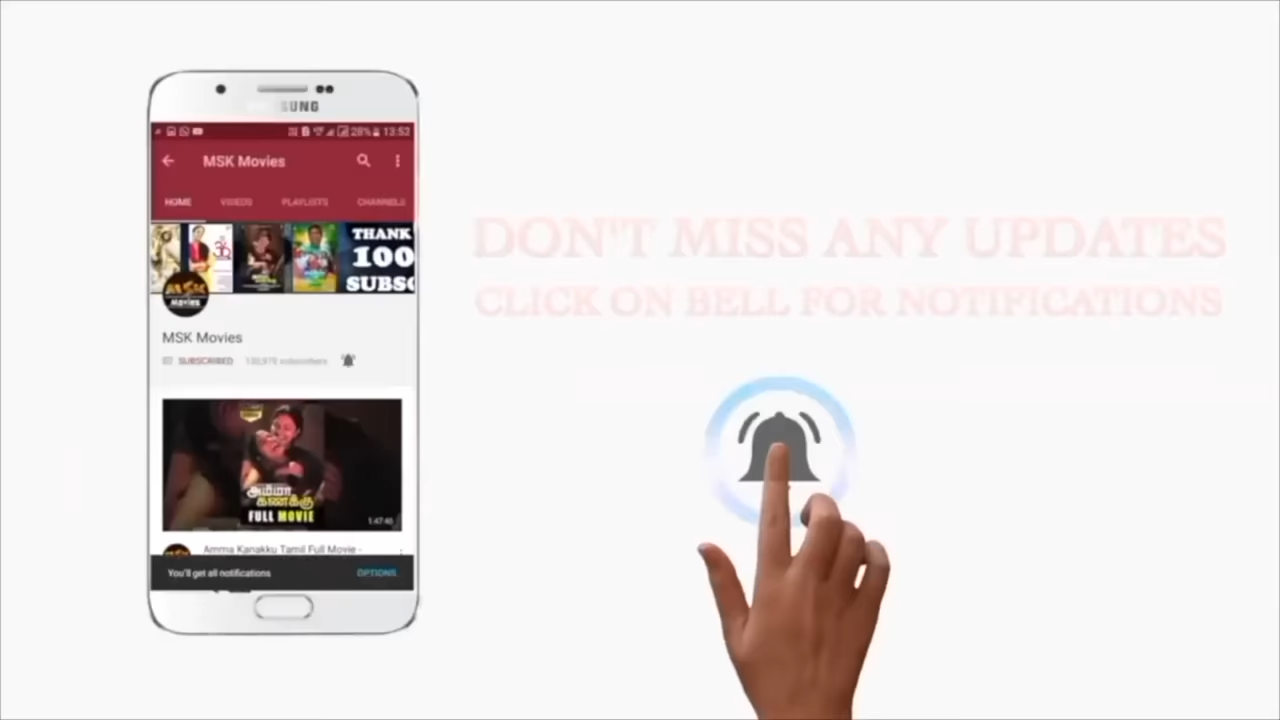 SUNG
28% 13:52
MSK Movies
HOME VIDEOS PLAYLISTS CHANNELS
THANK
100
SUBSC
MSK
Movies
MSK Movies
SUBSCRIBED subscribers
அம்மா
கணக்கு
FULL MOVIE
1:47:40
Amma Kanakku Tamil Full Movie -
You'll get all notifications OPTIONS
DON'T MISS ANY UPDATES
CLICK ON BELL FOR NOTIFICATIONS